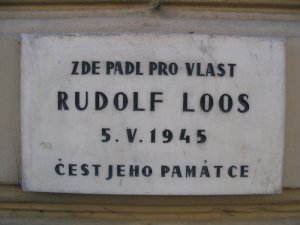 ZDE PADL PRO VLAST
RUDOLF LOOS
5. V. 1945
ČEST JEHO PAMÁTCE